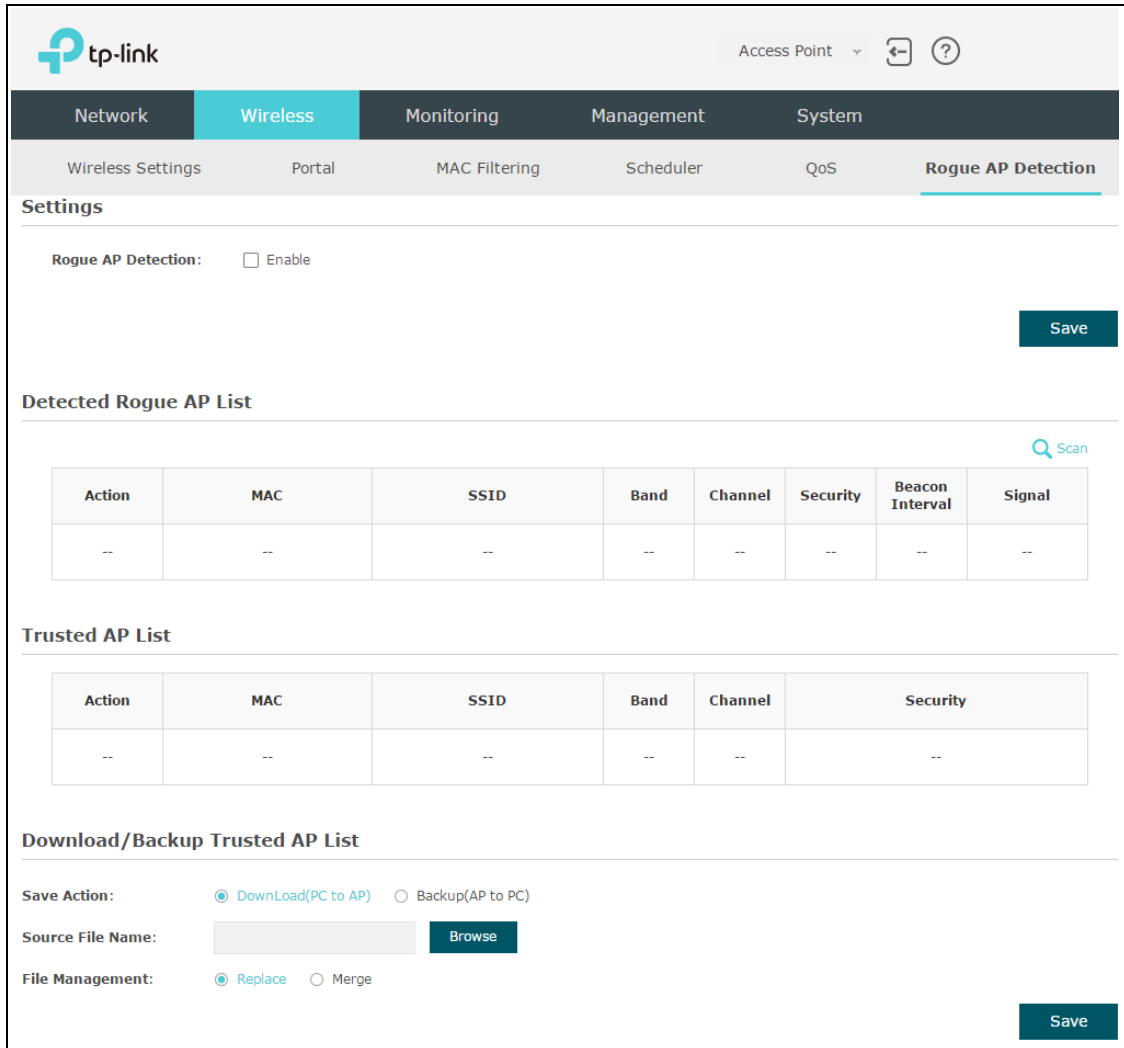 tp-link
Access Point
?
Network Wireless Monitoring Management System
Wireless Settings Portal MAC Filtering Scheduler QoS Rogue AP Detection
Settings
Rogue AP Detection: Enable
Save
Detected Rogue AP List
Scan
Action MAC SSID Band Channel Security Beacon Interval Signal
-- -- -- -- -- -- -- --
Trusted AP List
Action MAC SSID Band Channel Security
-- -- -- -- -- --
Download/Backup Trusted AP List
Save Action: DownLoad(PC to AP) Backup(AP to PC)
Source File Name: Browse
File Management: Replace Merge
Save